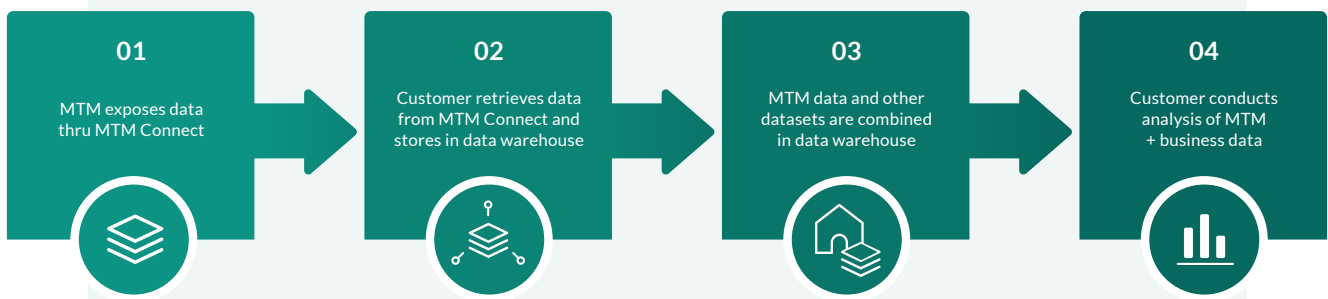 01
MTM exposes data
thru MTM Connect
02
Customer retrieves data
from MTM Connect and
stores in data warehouse
03
MTM data and other
datasets are combined
in data warehouse
04
Customer conducts
analysis of MTM
+ business data